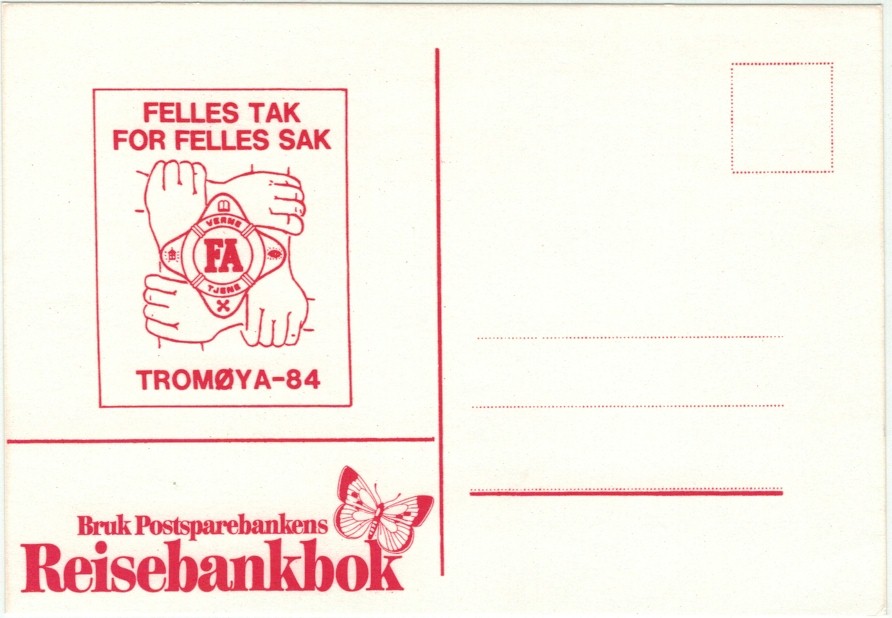 FELLES TAK
FOR FELLES SAK
VERNE
FA
TJENE
TROMØYA-84
Bruk Postsparebankens
Reisebankbok